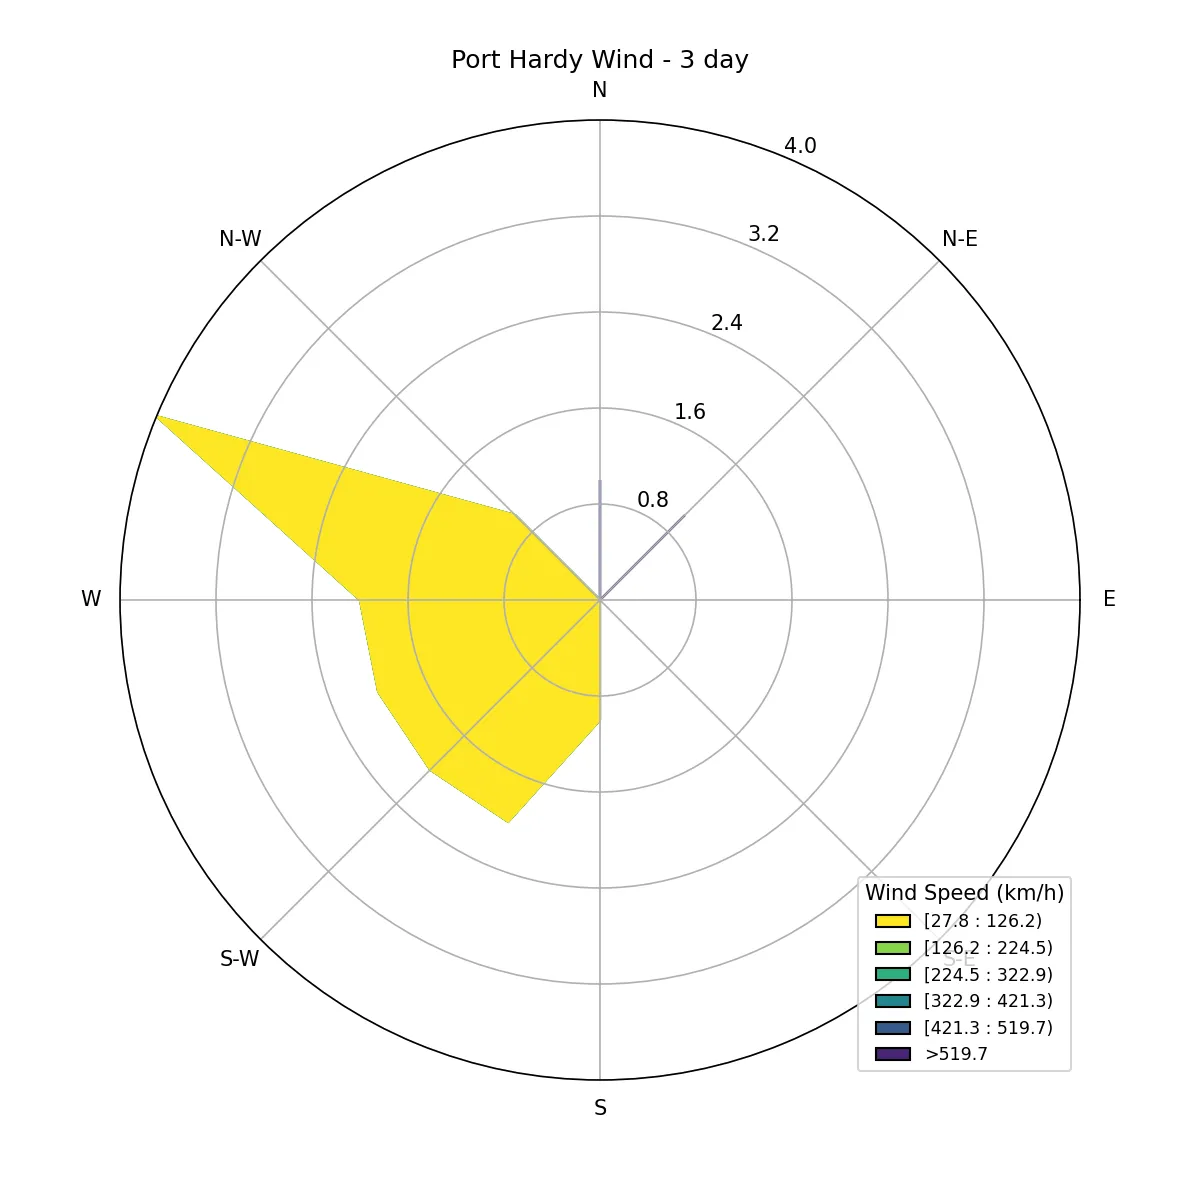 Port Hardy Wind - 3 day
N
4.0
N-W
3.2
N-E
2.4
1.6
0.8
W
E
Wind Speed (km/h)
[27.8 : 126.2)
[126.2 : 224.5)
S-W
S-E
[224.5 : 322.9)
[322.9 : 421.3)
[421.3 : 519.7)
>519.7
S